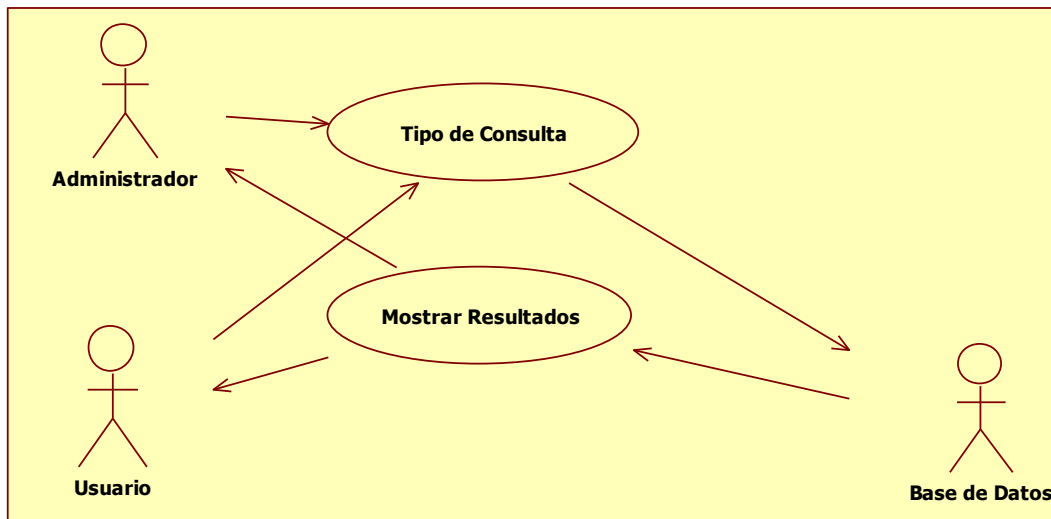 Tipo de Consulta
Administrador
Mostrar Resultados
Usuario
Base de Datos